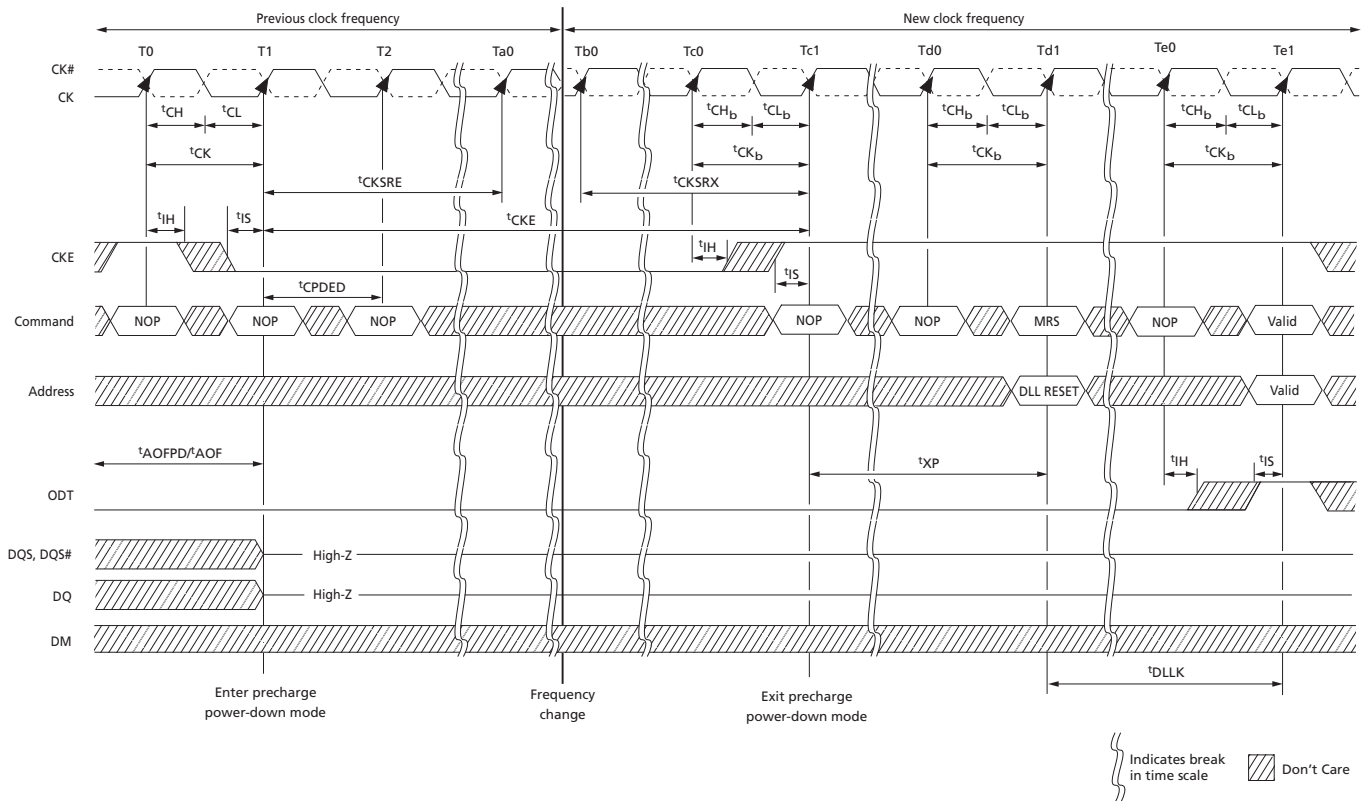 Previous clock frequency New clock frequency
T0 T1 T2 Ta0 Tb0 Tc0 Tc1 Td0 Td1 Te0 Te1
CK#
CK
tCH tCL tCHb tCLb tCHb tCLb tCHb tCLb
tCK tCKb tCKb tCKb
tCKSRE tCKSRX
tIH tIS tCKE
CKE tIH
tIS
tCPDED
Command NOP NOP NOP NOP NOP MRS NOP Valid
Address DLL RESET Valid
tAOFPD/tAOF tXP tIH tIS
ODT
DQS, DQS# High-Z
DQ High-Z
DM
tDLLK
Enter precharge
power-down mode
Frequency
change
Exit precharge
power-down mode
Indicates break
in time scale
Don't Care